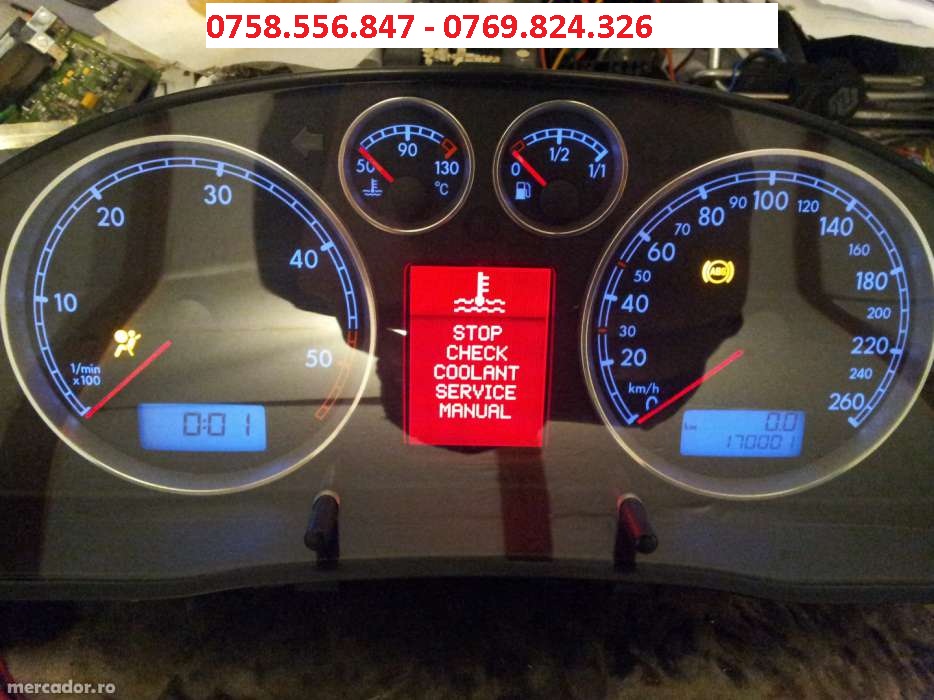 0758.556.847 - 0769.824.326
50 90 130
°C
0 1/2 1/1
10 20 30 40 50
1/min
x100
0:01
STOP
CHECK
COOLANT
SERVICE
MANUAL
20 30 40 50 60 70 80 90 100 120 140 160 180 200 220 240 260
ABS
km/h
0.0
km
170001
mercador.ro